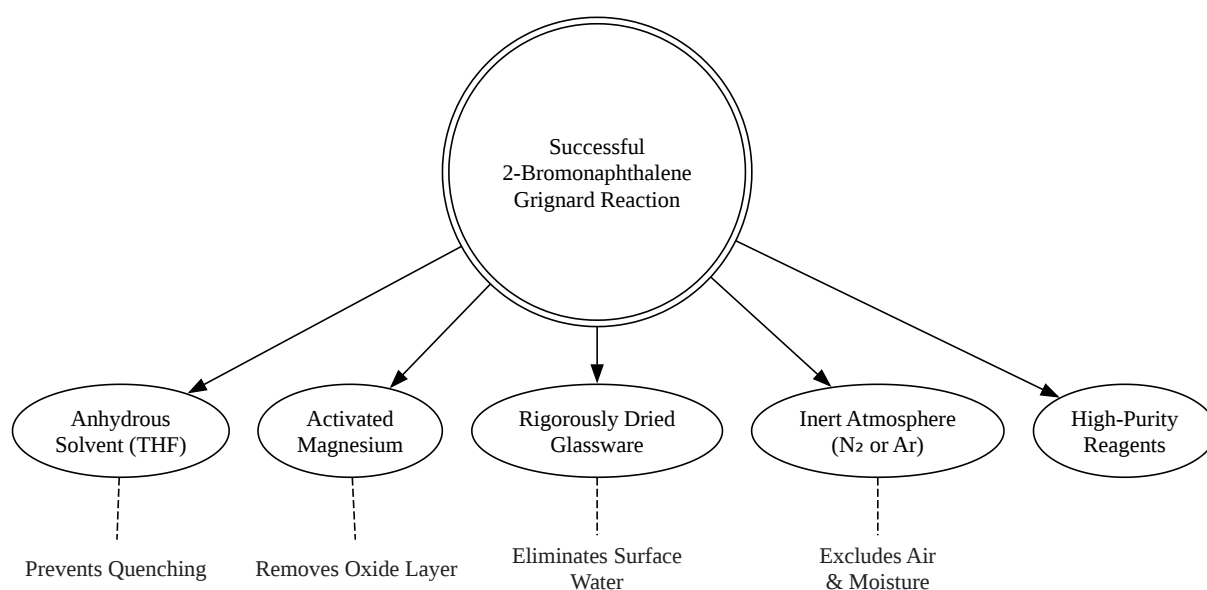 Successful
2-Bromonaphthalene
Grignard Reaction
Anhydrous
Solvent (THF)
Activated
Magnesium
Rigorously Dried
Glassware
Inert Atmosphere
(N₂ or Ar)
High-Purity
Reagents
Prevents Quenching
Removes Oxide Layer
Eliminates Surface
Water
Excludes Air
& Moisture